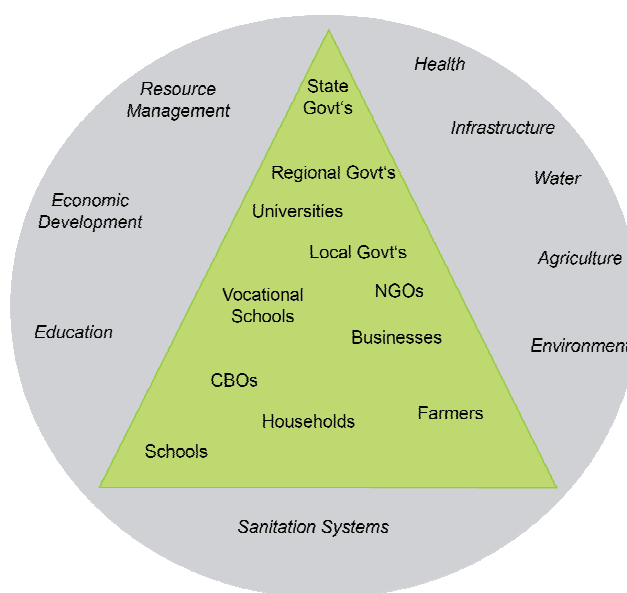 Health
State
Govt‘s
Resource
Management
Infrastructure
Regional Govt's
Water
Universities
Economic
Development
Local Govt‘s
Agriculture
NGOs
Vocational
Schools
Education
Businesses
Environment
CBOs
Farmers
Households
Schools
Sanitation Systems